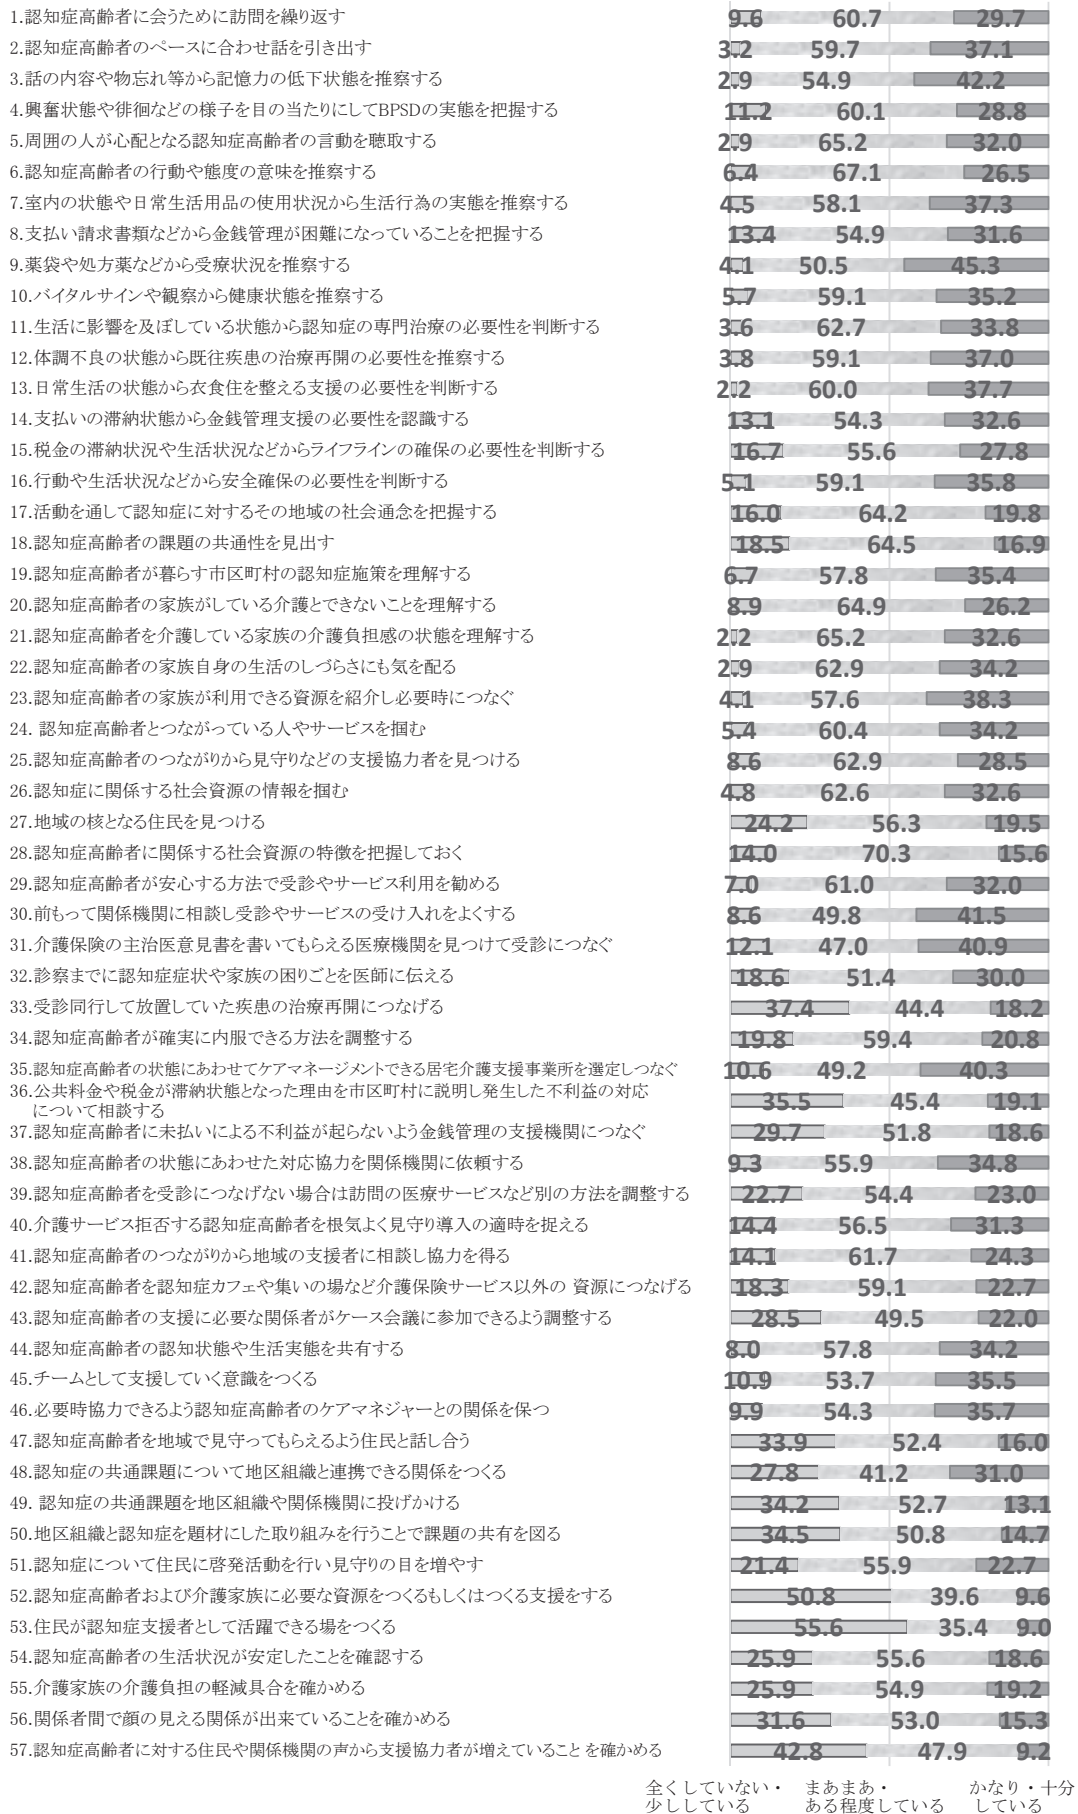 1.認知症高齢者に会うために訪問を繰り返す 9.6 60.7 29.7
2.認知症高齢者のペースに合わせ話を引き出す 3.2 59.7 37.1
3.話の内容や物忘れ等から記憶力の低下状態を推察する 2.9 54.9 42.2
4.興奮状態や徘徊などの様子を目の当たりにしてBPSDの実態を把握する 11.2 60.1 28.8
5.周囲の人が心配となる認知症高齢者の言動を聴取する 2.9 65.2 32.0
6.認知症高齢者の行動や態度の意味を推察する 6.4 67.1 26.5
7.室内の状態や日常生活用品の使用状況から生活行為の実態を推察する 4.5 58.1 37.3
8.支払い請求書類などから金銭管理が困難になっていることを把握する 13.4 54.9 31.6
9.薬袋や処方薬などから受療状況を推察する 4.1 50.5 45.3
10.バイタルサインや観察から健康状態を推察する 5.7 59.1 35.2
11.生活に影響を及ぼしている状態から認知症の専門治療の必要性を判断する 3.6 62.7 33.8
12.体調不良の状態から既往疾患の治療再開の必要性を推察する 3.8 59.1 37.0
13.日常生活の状態から衣食住を整える支援の必要性を判断する 2.2 60.0 37.7
14.支払いの滞納状態から金銭管理支援の必要性を認識する 13.1 54.3 32.6
15.税金の滞納状況や生活状況などからライフラインの確保の必要性を判断する 16.7 55.6 27.8
16.行動や生活状況などから安全確保の必要性を判断する 5.1 59.1 35.8
17.活動を通して認知症に対するその地域の社会通念を把握する 16.0 64.2 19.8
18.認知症高齢者の課題の共通性を見出す 18.5 64.5 16.9
19.認知症高齢者が暮らす市区町村の認知症施策を理解する 6.7 57.8 35.4
20.認知症高齢者の家族がしている介護とできないことを理解する 8.9 64.9 26.2
21.認知症高齢者を介護している家族の介護負担感の状態を理解する 2.2 65.2 32.6
22.認知症高齢者の家族自身の生活のしづらさにも気を配る 2.9 62.9 34.2
23.認知症高齢者の家族が利用できる資源を紹介し必要時につなぐ 4.1 57.6 38.3
24. 認知症高齢者とつながっている人やサービスを掴む 5.4 60.4 34.2
25.認知症高齢者のつながりから見守りなどの支援協力者を見つける 8.6 62.9 28.5
26.認知症に関係する社会資源の情報を掴む 4.8 62.6 32.6
27.地域の核となる住民を見つける 24.2 56.3 19.5
28.認知症高齢者に関係する社会資源の特徴を把握しておく 14.0 70.3 15.6
29.認知症高齢者が安心する方法で受診やサービス利用を勧める 7.0 61.0 32.0
30.前もって関係機関に相談し受診やサービスの受け入れをよくする 8.6 49.8 41.5
31.介護保険の主治医意見書を書いてもらえる医療機関を見つけて受診につなぐ 12.1 47.0 40.9
32.診察までに認知症症状や家族の困りごとを医師に伝える 18.6 51.4 30.0
33.受診同行して放置していた疾患の治療再開につなげる 37.4 44.4 18.2
34.認知症高齢者が確実に内服できる方法を調整する 19.8 59.4 20.8
35.認知症高齢者の状態にあわせてケアマネージメントできる居宅介護支援事業所を選定しつなぐ 10.6 49.2 40.3
36.公共料金や税金が滞納状態となった理由を市区町村に説明し発生した不利益の対応
について相談する 35.5 45.4 19.1
37.認知症高齢者に未払いによる不利益が起らないよう金銭管理の支援機関につなぐ 29.7 51.8 18.6
38.認知症高齢者の状態にあわせた対応協力を関係機関に依頼する 9.3 55.9 34.8
39.認知症高齢者を受診につなげない場合は訪問の医療サービスなど別の方法を調整する 22.7 54.4 23.0
40.介護サービス拒否する認知症高齢者を根気よく見守り導入の適時を捉える 14.4 56.5 31.3
41.認知症高齢者のつながりから地域の支援者に相談し協力を得る 14.1 61.7 24.3
42.認知症高齢者を認知症カフェや集いの場など介護保険サービス以外の 資源につなげる 18.3 59.1 22.7
43.認知症高齢者の支援に必要な関係者がケース会議に参加できるよう調整する 28.5 49.5 22.0
44.認知症高齢者の認知状態や生活実態を共有する 8.0 57.8 34.2
45.チームとして支援していく意識をつくる 10.9 53.7 35.5
46.必要時協力できるよう認知症高齢者のケアマネジャーとの関係を保つ 9.9 54.3 35.7
47.認知症高齢者を地域で見守ってもらえるよう住民と話し合う 33.9 52.4 16.0
48.認知症の共通課題について地区組織と連携できる関係をつくる 27.8 41.2 31.0
49. 認知症の共通課題を地区組織や関係機関に投げかける 34.2 52.7 13.1
50.地区組織と認知症を題材にした取り組みを行うことで課題の共有を図る 34.5 50.8 14.7
51.認知症について住民に啓発活動を行い見守りの目を増やす 21.4 55.9 22.7
52.認知症高齢者および介護家族に必要な資源をつくるもしくはつくる支援をする 50.8 39.6 9.6
53.住民が認知症支援者として活躍できる場をつくる 55.6 35.4 9.0
54.認知症高齢者の生活状況が安定したことを確認する 25.9 55.6 18.6
55.介護家族の介護負担の軽減具合を確かめる 25.9 54.9 19.2
56.関係者間で顔の見える関係が出来ていることを確かめる 31.6 53.0 15.3
57.認知症高齢者に対する住民や関係機関の声から支援協力者が増えていることを確かめる 42.8 47.9 9.2
全くしていない・ まあまあ・ かなり・十分
少ししている ある程度している している